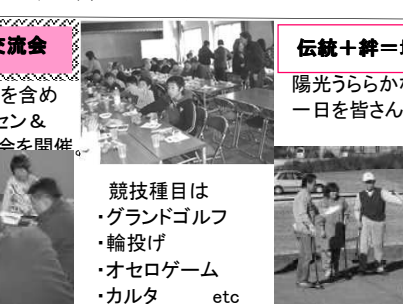 交流会
を含め
セン&
会を開催。
競技種目は
・グランドゴルフ
・輪投げ
・オセロゲーム
・カルタ　　etc
伝統+絆=
陽光うららかな
一日を皆さん